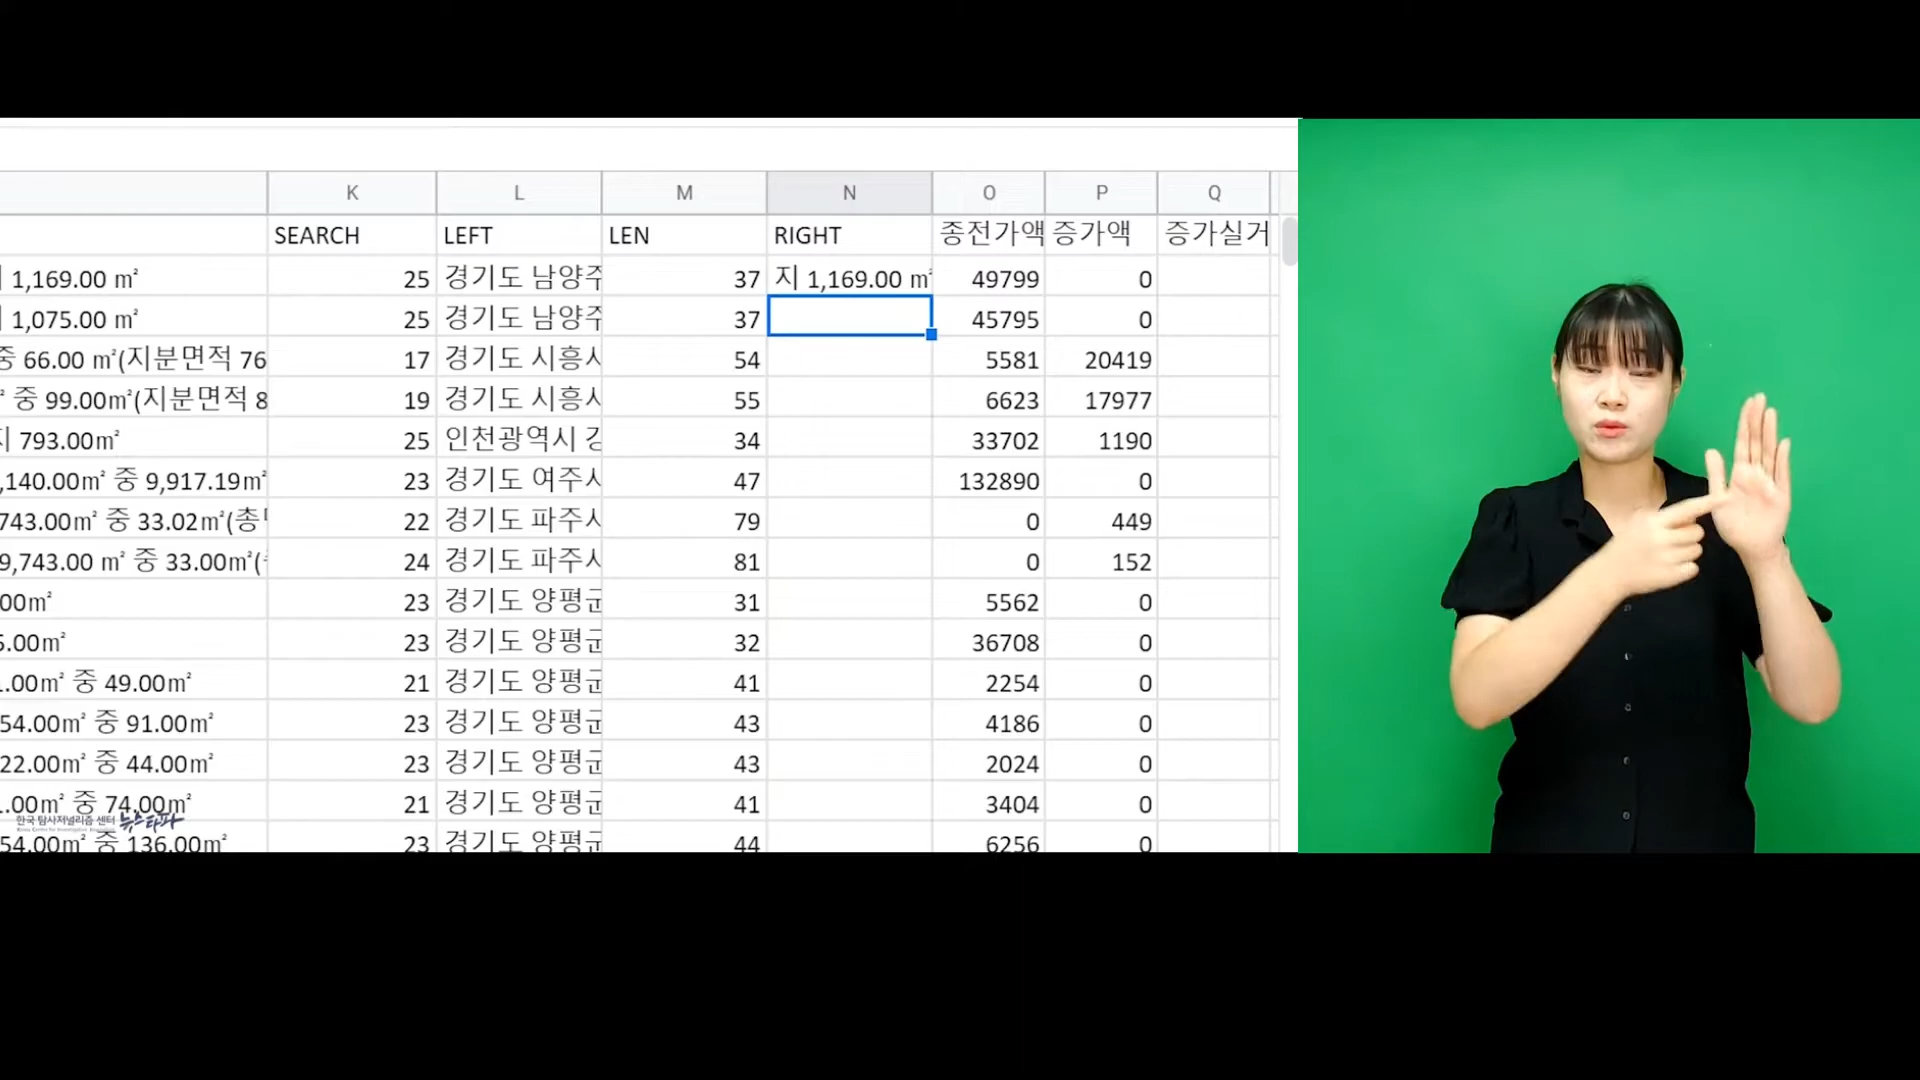 K L M N O P Q
SEARCH LEFT LEN RIGHT 종전가액 증가액 증가실거
1,169.00 ㎡ 25 경기도 남양주 37 지 1,169.00 ㎡ 49799 0
1,075.00 ㎡ 25 경기도 남양주 37 45795 0
중 66.00 ㎡(지분면적 76 17 경기도 시흥시 54 5581 20419
중 99.00㎡(지분면적 8 19 경기도 시흥시 55 6623 17977
지 793.00㎡ 25 인천광역시 강 34 33702 1190
,140.00㎡ 중 9,917.19㎡ 23 경기도 여주시 47 132890 0
743.00㎡ 중 33.02㎡(총 22 경기도 파주시 79 0 449
9,743.00 ㎡ 중 33.00㎡( 24 경기도 파주시 81 0 152
00㎡ 23 경기도 양평군 31 5562 0
5.00㎡ 23 경기도 양평군 32 36708 0
.00㎡ 중 49.00㎡ 21 경기도 양평군 41 2254 0
54.00㎡ 중 91.00㎡ 23 경기도 양평군 43 4186 0
22.00㎡ 중 44.00㎡ 23 경기도 양평군 43 2024 0
.00㎡ 중 74.00㎡ 21 경기도 양평군 41 3404 0
한국 탐사저널리즘 센터 뉴스타파
54.00㎡ 중 136.00㎡ 23 경기도 양평군 44 6256 0